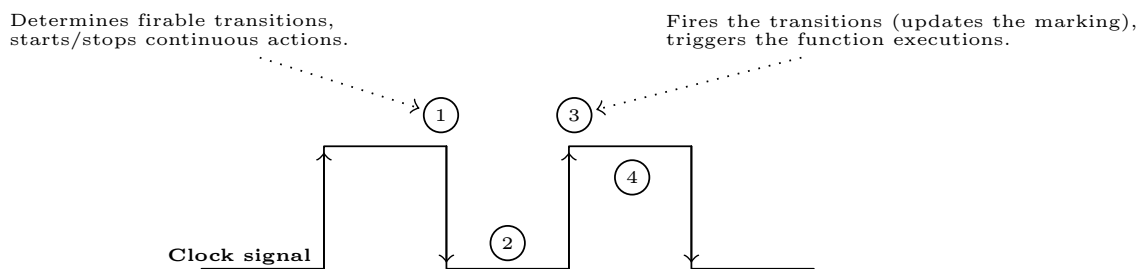 Determines firable transitions,
starts/stops continuous actions.
Fires the transitions (updates the marking),
triggers the function executions.
1
3
4
2
Clock signal